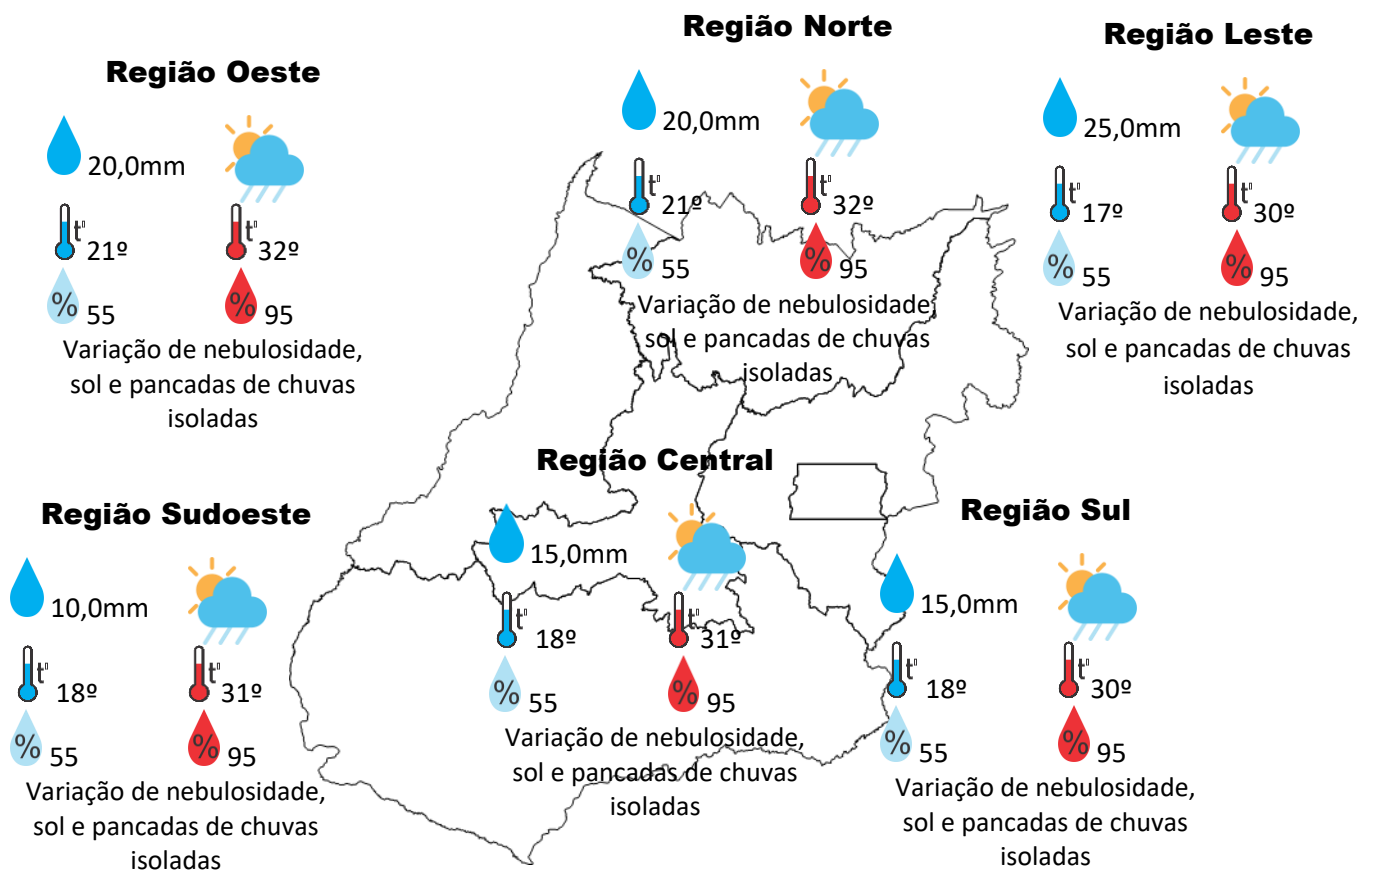 Região Norte
20,0mm
t°
21º
t°
32º
% 55
% 95
Variação de nebulosidade,
sol e pancadas de chuvas
isoladas
Região Leste
25,0mm
t°
17º
t°
30º
% 55
% 95
Variação de nebulosidade,
sol e pancadas de chuvas
isoladas
Região Oeste
20,0mm
t°
21º
t°
32º
% 55
% 95
Variação de nebulosidade,
sol e pancadas de chuvas
isoladas
Região Central
15,0mm
t°
18º
t°
31º
% 55
% 95
Variação de nebulosidade,
sol e pancadas de chuvas
isoladas
Região Sudoeste
10,0mm
t°
18º
t°
31º
% 55
% 95
Variação de nebulosidade,
sol e pancadas de chuvas
isoladas
Região Sul
15,0mm
t°
18º
t°
30º
% 55
% 95
Variação de nebulosidade,
sol e pancadas de chuvas
isoladas